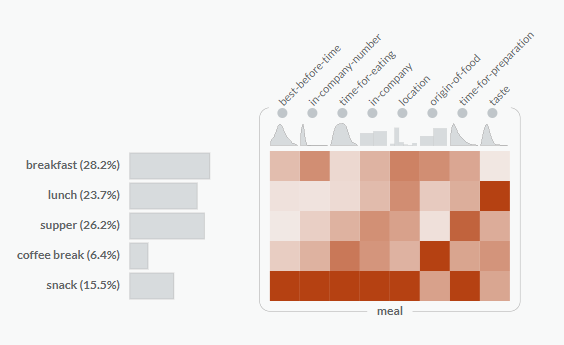 best-before-time
in-company-number
time-for-eating
in-company
location
origin-of-food
time-for-preparation
taste
breakfast (28.2%)
lunch (23.7%)
supper (26.2%)
coffee break (6.4%)
snack (15.5%)
meal